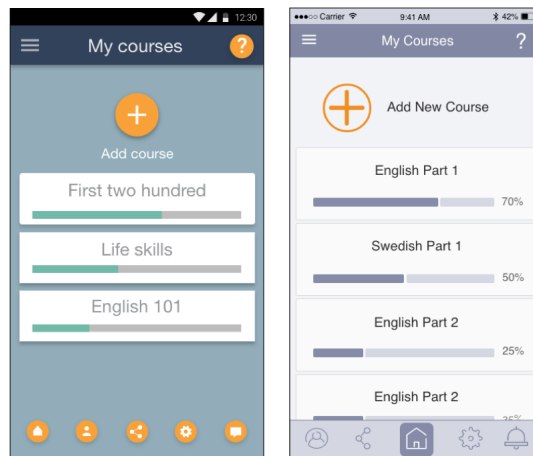 12:30
My courses
?
Add course
First two hundred
Life skills
English 101
Carrier
9:41 AM
42%
My Courses
?
Add New Course
English Part 1
70%
Swedish Part 1
50%
English Part 2
25%
English Part 2